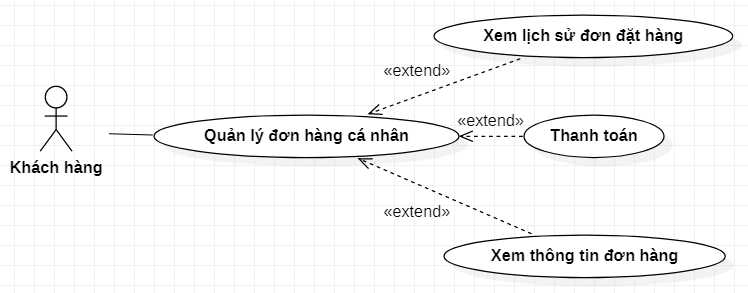 Xem lịch sử đơn đặt hàng
«extend»
«extend»
Quản lý đơn hàng cá nhân
Thanh toán
Khách hàng
«extend»
Xem thông tin đơn hàng